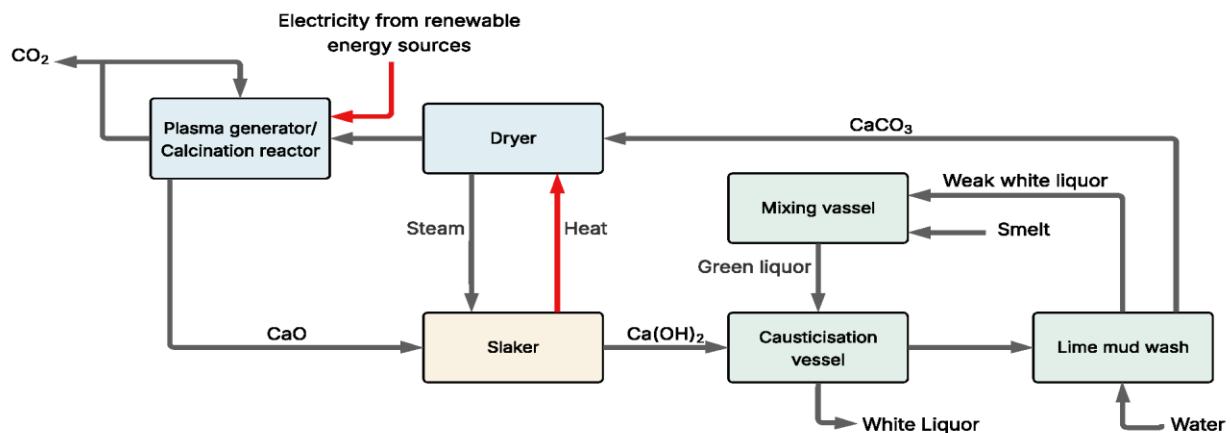 Electricity from renewable
energy sources
CO₂
Plasma generator/
Calcination reactor
Dryer
CaCO₃
Weak white liquor
Mixing vassel
Smelt
Steam
Heat
Green liquor
CaO
Slaker
Ca(OH)₂
Causticisation
vessel
Lime mud wash
White Liquor
Water